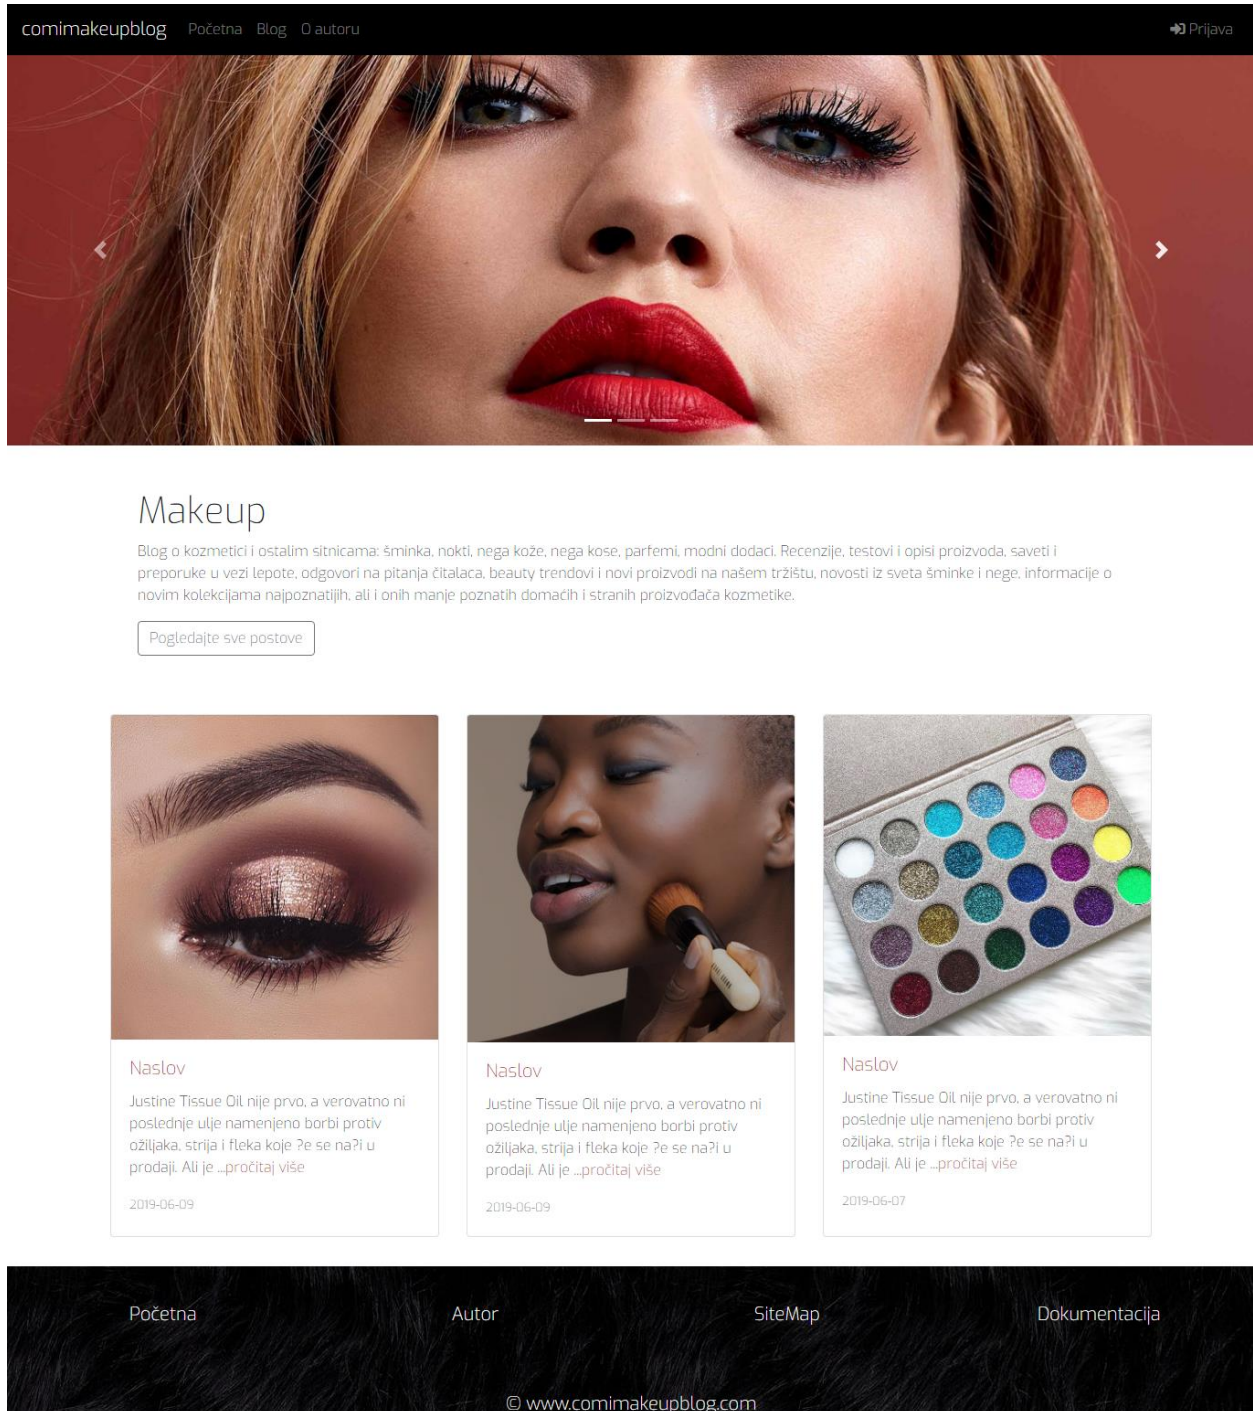 comimakeupblog Početna Blog O autoru Prijava
Makeup
Blog o kozmetici i ostalim sitnicama: šminka, nokti, nega kože, nega kose, parfemi, modni dodaci. Recenzije, testovi i opisi proizvoda, saveti i
preporuke u vezi lepote, odgovori na pitanja čitalaca, beauty trendovi i novi proizvodi na našem tržištu, novosti iz sveta šminke i nege, informacije o
novim kolekcijama najpoznatijih, ali i onih manje poznatih domaćih i stranih proizvođača kozmetike.
Pogledajte sve postove
Naslov
Justine Tissue Oil nije prvo, a verovatno ni
poslednje ulje namenjeno borbi protiv
ožiljaka, strija i fleka koje ?e se na?i u
prodaji. Ali je ...pročitaj više
2019-06-09
Naslov
Justine Tissue Oil nije prvo, a verovatno ni
poslednje ulje namenjeno borbi protiv
ožiljaka, strija i fleka koje ?e se na?i u
prodaji. Ali je ...pročitaj više
2019-06-09
Naslov
Justine Tissue Oil nije prvo, a verovatno ni
poslednje ulje namenjeno borbi protiv
ožiljaka, strija i fleka koje ?e se na?i u
prodaji. Ali je ...pročitaj više
2019-06-07
Početna Autor SiteMap Dokumentacija
© www.comimakeupblog.com